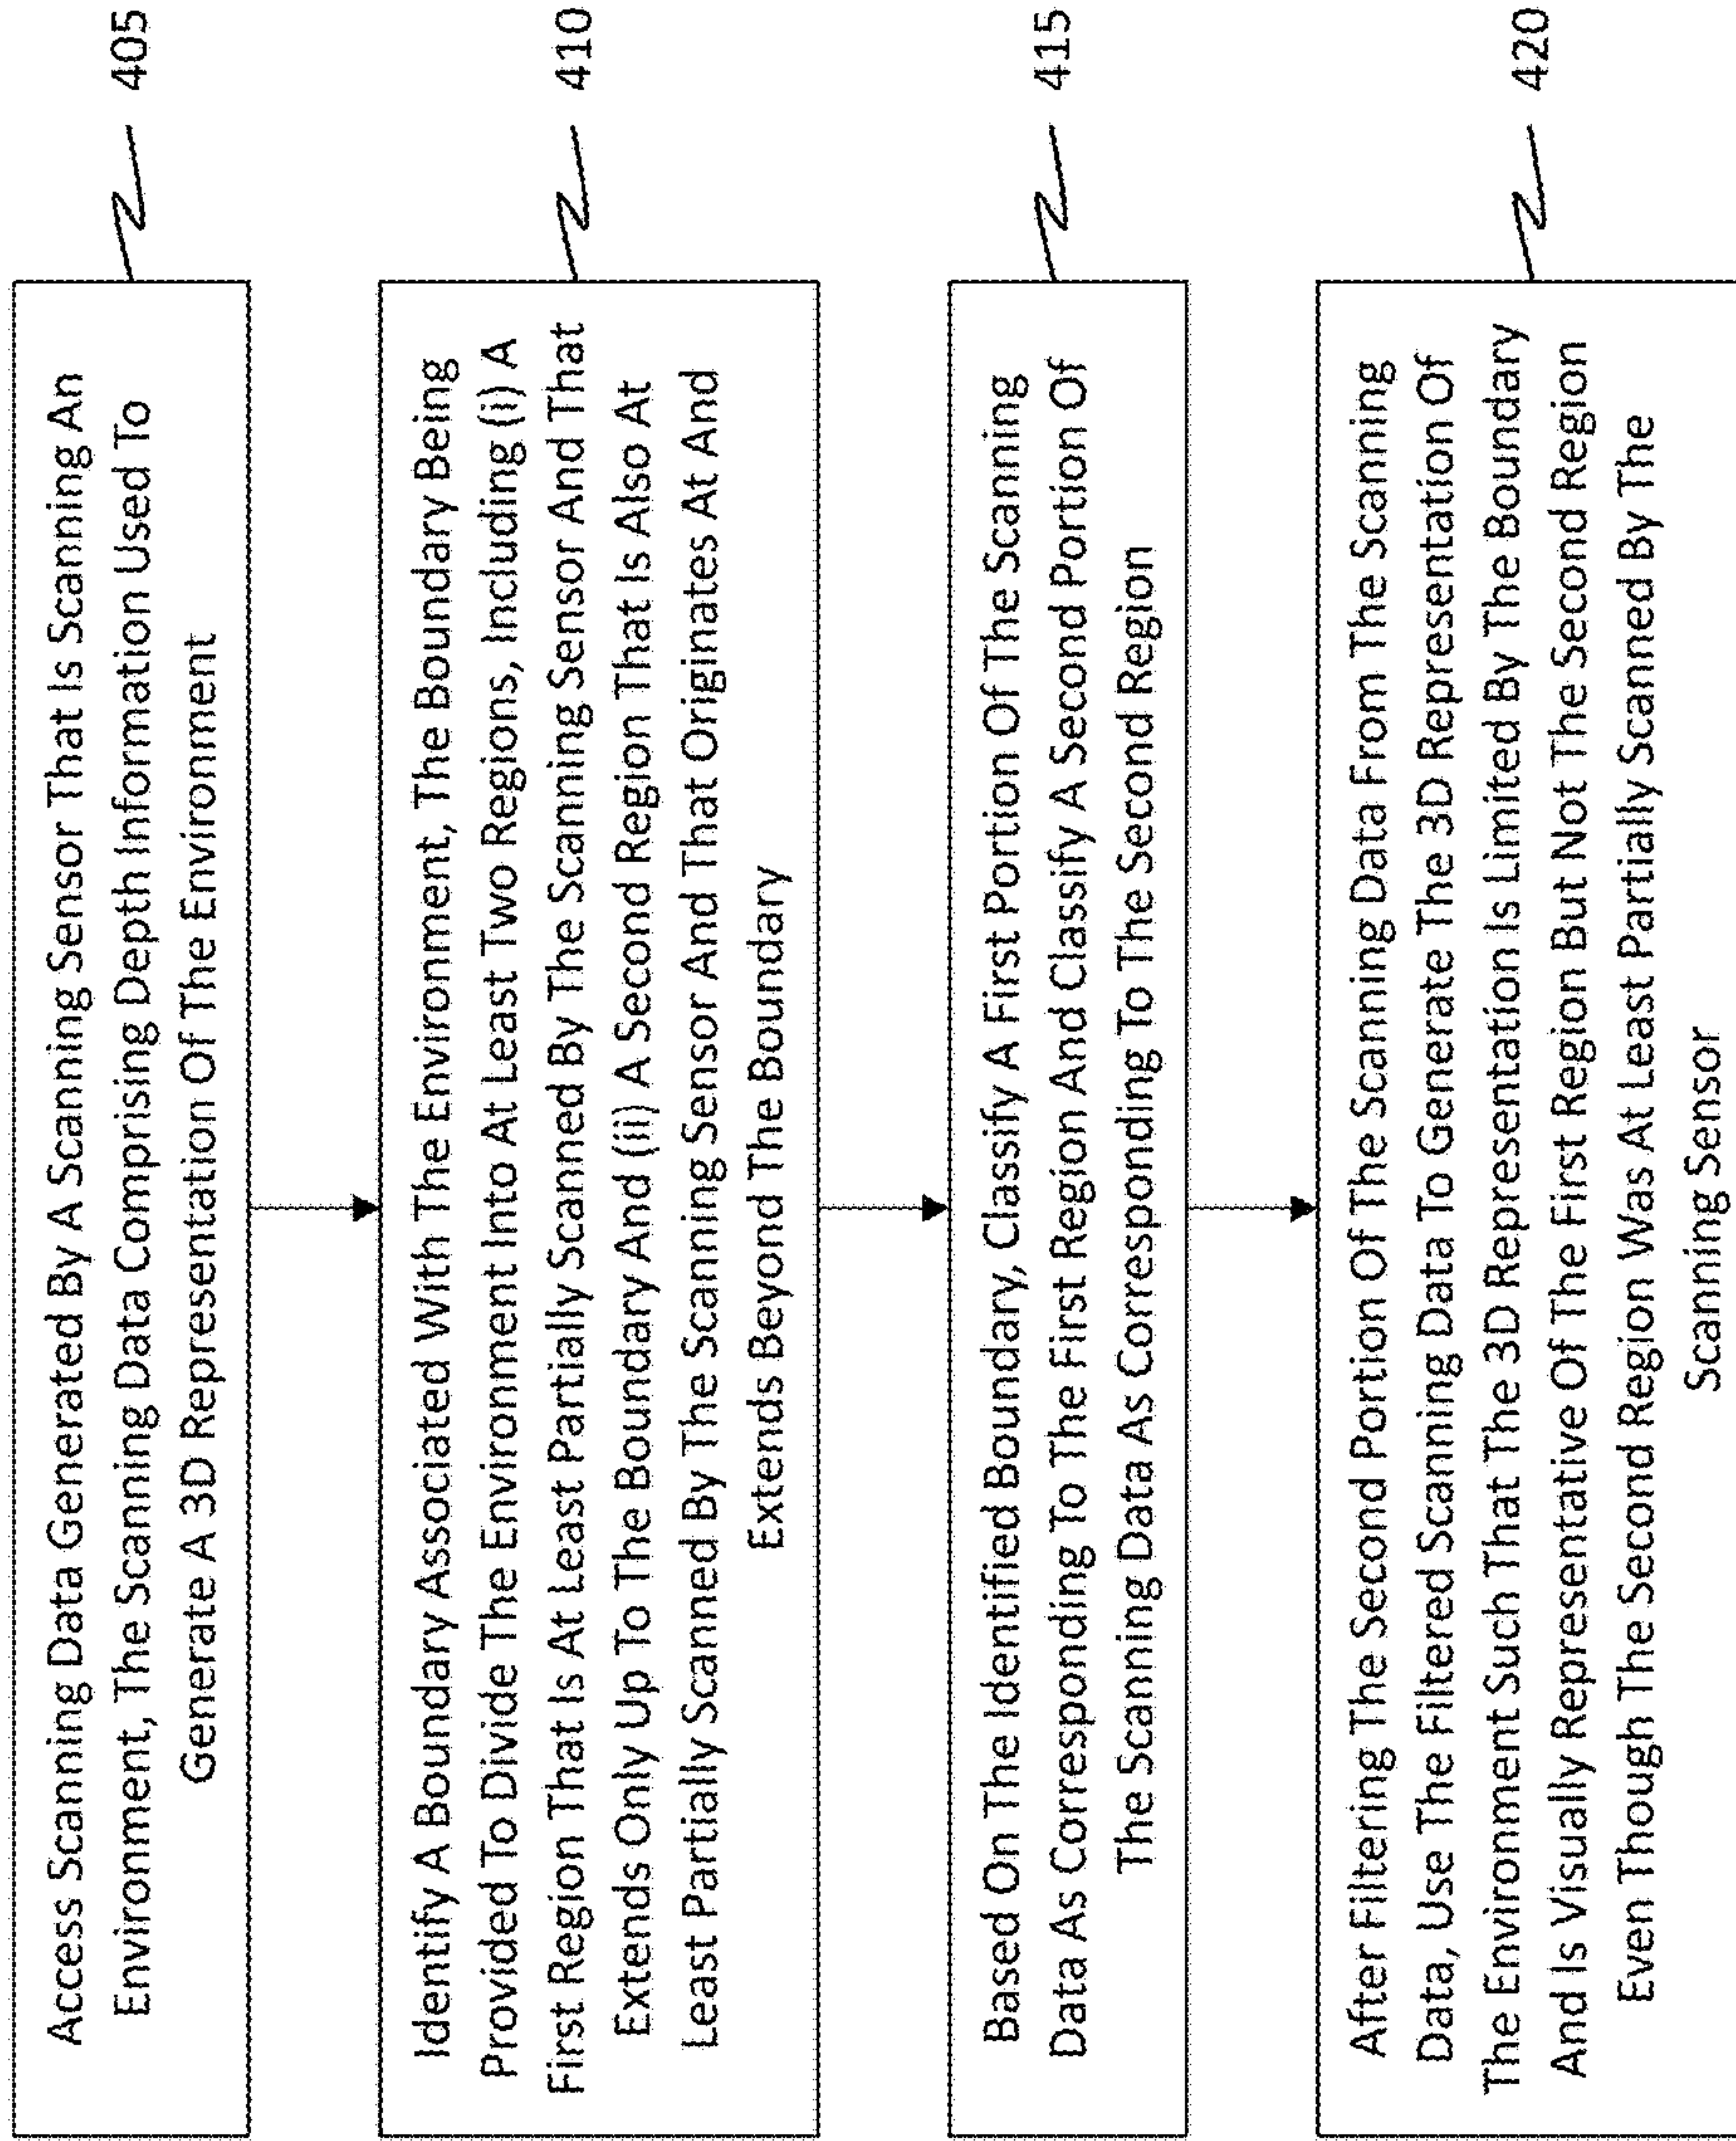 Access Scanning Data Generated By A Scanning Sensor That Is Scanning An
Environment, The Scanning Data Comprising Depth Information Used To
Generate A 3D Representation Of The Environment
405
Identify A Boundary Associated With The Environment, The Boundary Being
Provided To Divide The Environment Into At Least Two Regions, Including (i) A
First Region That Is At Least Partially Scanned By The Scanning Sensor And That
Extends Only Up To The Boundary And (ii) A Second Region That Is Also At
Least Partially Scanned By The Scanning Sensor And That Originates At And
Extends Beyond The Boundary
410
Based On The Identified Boundary, Classify A First Portion Of The Scanning
Data As Corresponding To The First Region And Classify A Second Portion Of
The Scanning Data As Corresponding To The Second Region
415
After Filtering The Second Portion Of The Scanning Data From The Scanning
Data, Use The Filtered Scanning Data To Generate The 3D Representation Of
The Environment Such That The 3D Representation Is Limited By The Boundary
And Is Visually Representative Of The First Region But Not The Second Region
Even Though The Second Region Was At Least Partially Scanned By The
Scanning Sensor
420